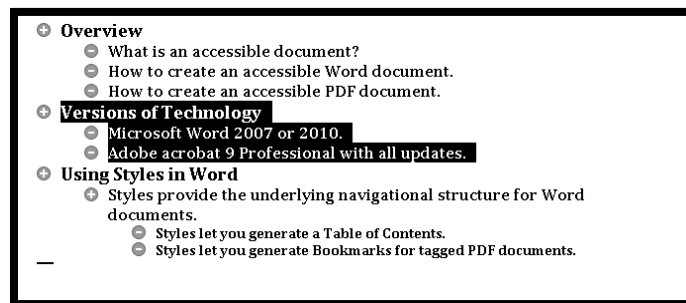 Overview
What is an accessible document?
How to create an accessible Word document.
How to create an accessible PDF document.
Versions of Technology
Microsoft Word 2007 or 2010.
Adobe acrobat 9 Professional with all updates.
Using Styles in Word
Styles provide the underlying navigational structure for Word
documents.
Styles let you generate a Table of Contents.
Styles let you generate Bookmarks for tagged PDF documents.